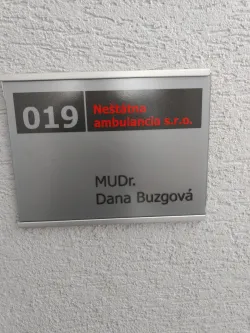 019
Neštátna
ambulancia s.r.o.
MUDr.
Dana Buzgová